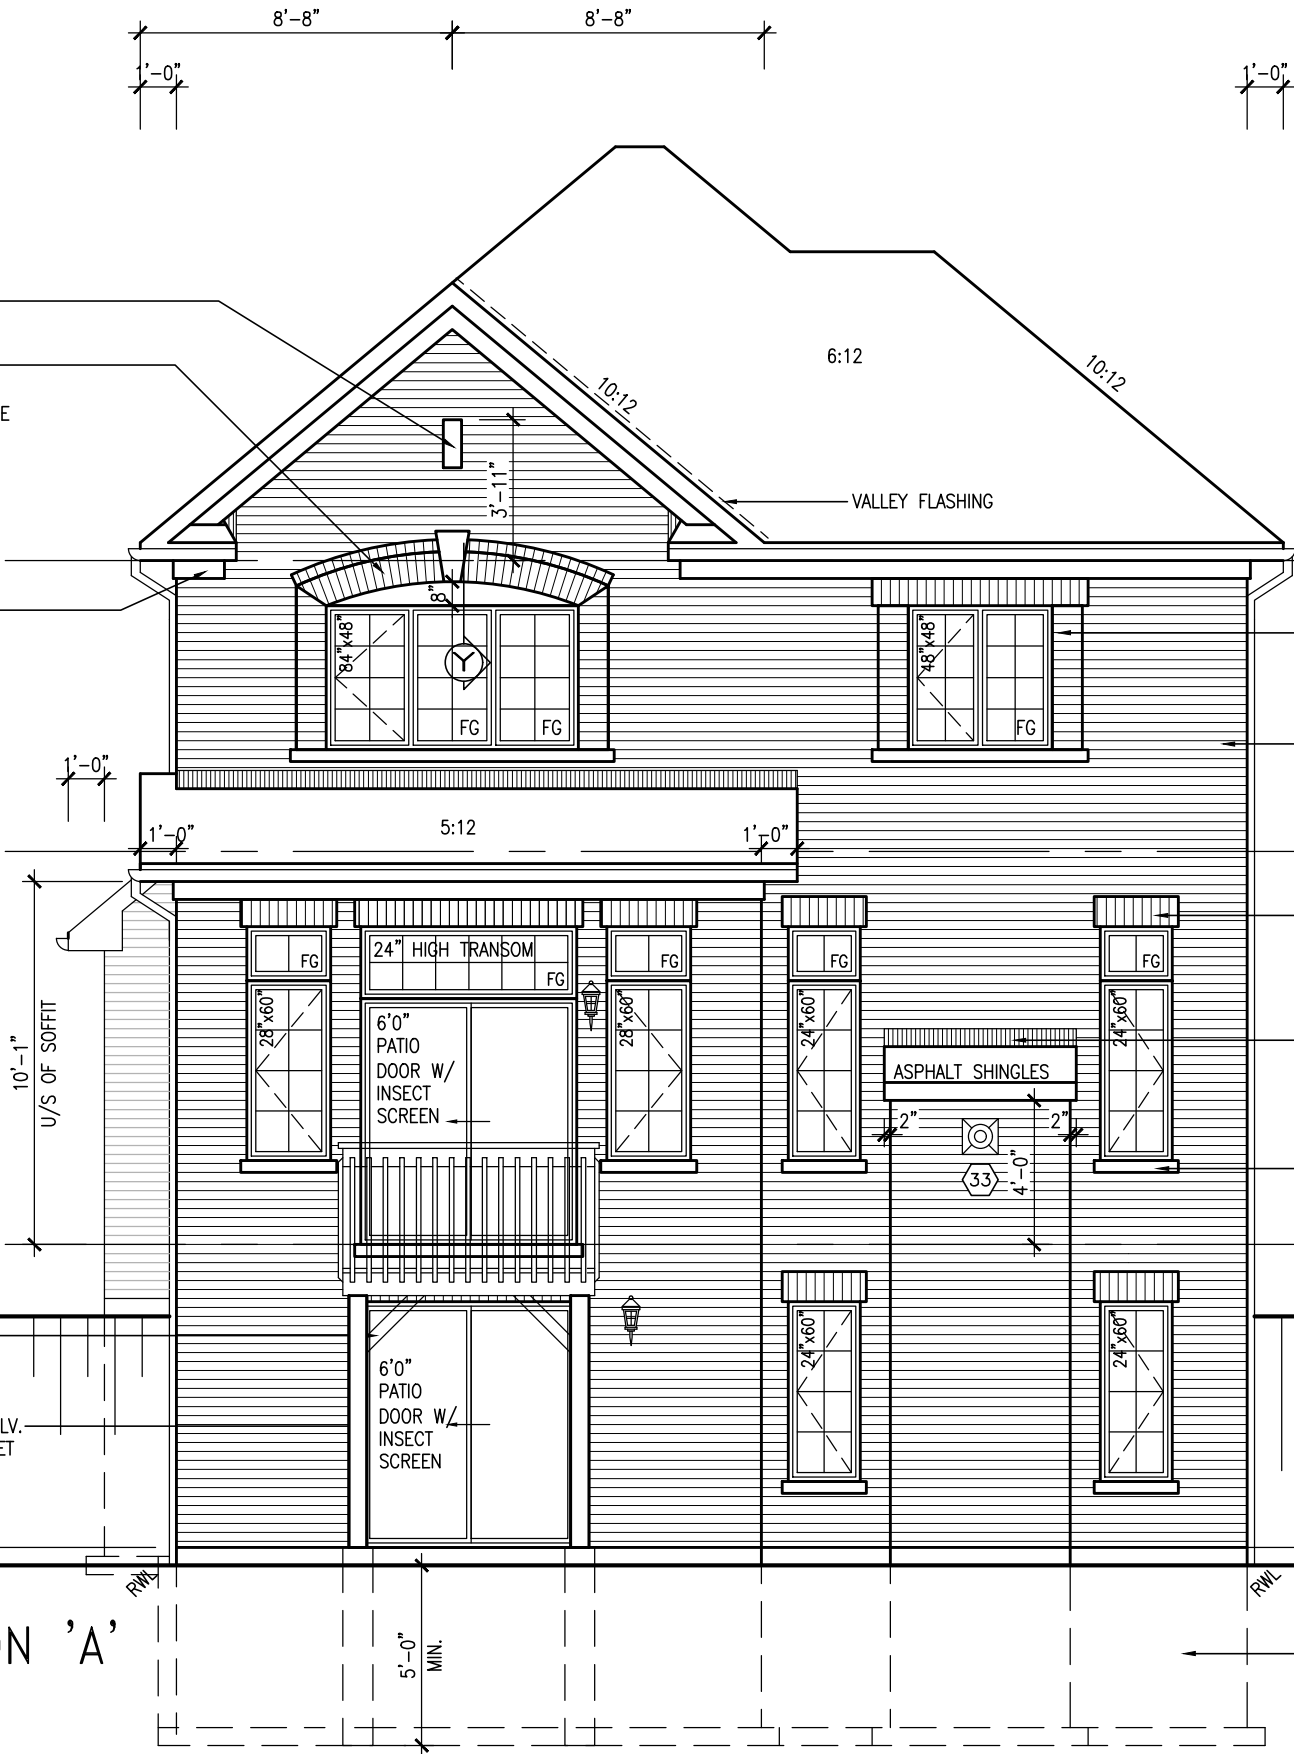 8'-8"
8'-8"
1'-0"
1'-0"
6:12
10:12
10:12
E
3'-11"
VALLEY FLASHING
8"
84"x48"
Y
FG
FG
48"x48"
FG
1'-0"
1'-0"
5:12
1'-0"
24" HIGH TRANSOM
FG
FG
FG
FG
FG
28"x60"
6'0"
PATIO
DOOR W/
INSECT
SCREEN
28"x60"
24"x60"
24"x60"
10'-1"
U/S OF SOFFIT
ASPHALT SHINGLES
2"
2"
33
4'-0"
24"x60"
24"x60"
6'0"
PATIO
DOOR W/
INSECT
SCREEN
LV.
ET
RWL
RWL
ON 'A'
5'-0"
MIN.